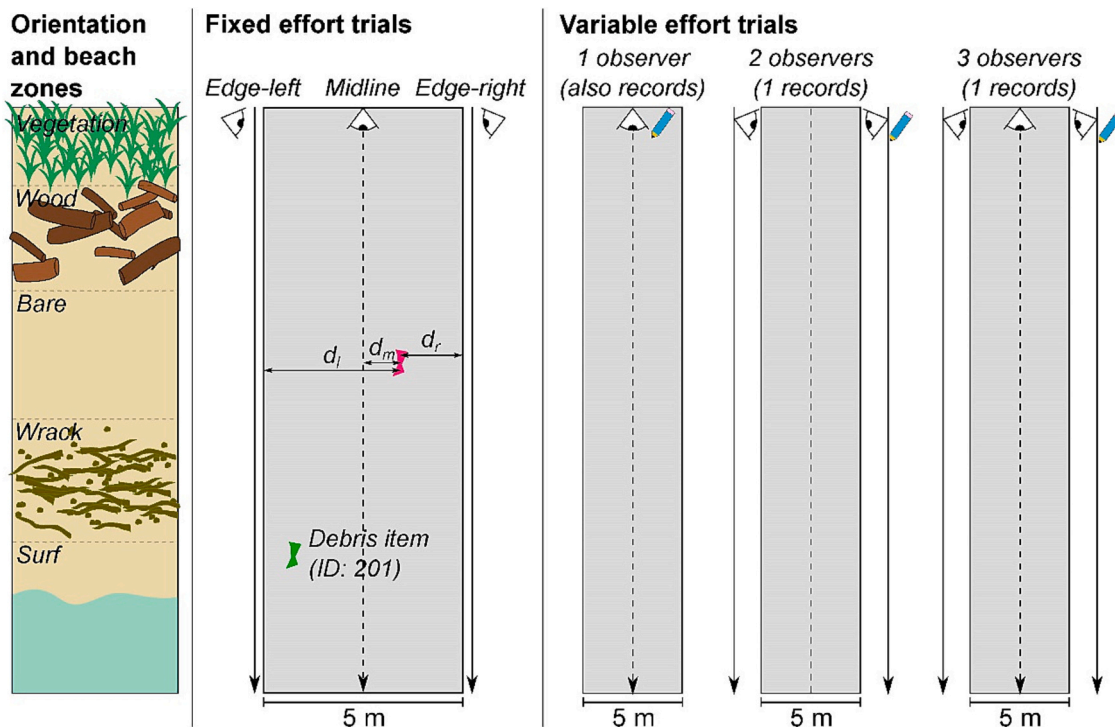 Orientation
and beach
zones
Vegetation
Wood
Bare
Wrack
Surf
Fixed effort trials
Edge-left Midline Edge-right
d_l d_m d_r
Debris item
(ID: 201)
5 m
Variable effort trials
1 observer
(also records)
2 observers
(1 records)
3 observers
(1 records)
5 m
5 m
5 m